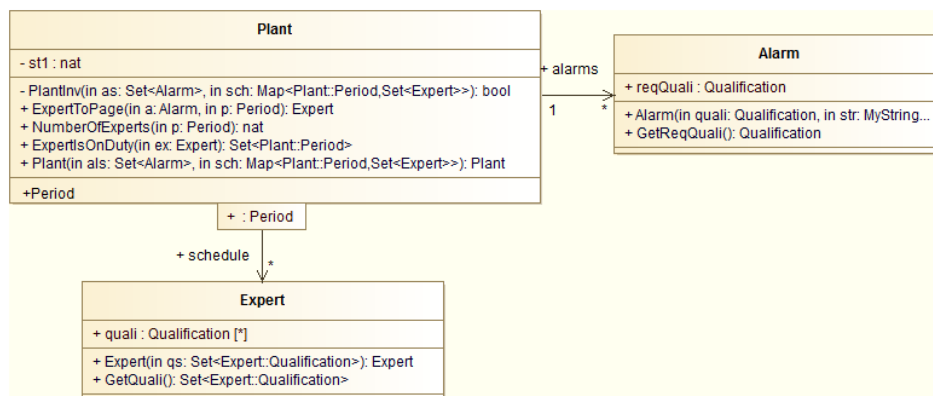 Plant
- st1 : nat
- PlantInv(in as: Set<Alarm>, in sch: Map<Plant::Period,Set<Expert>>): bool
+ ExpertToPage(in a: Alarm, in p: Period): Expert
+ NumberOfExperts(in p: Period): nat
+ ExpertIsOnDuty(in ex: Expert): Set<Plant::Period>
+ Plant(in als: Set<Alarm>, in sch: Map<Plant::Period,Set<Expert>>): Plant
+Period
+ alarms
1
*
Alarm
+ reqQuali : Qualification
+ Alarm(in quali: Qualification, in str: MyString...
+ GetReqQuali(): Qualification
+ : Period
+ schedule
*
Expert
+ quali : Qualification [*]
+ Expert(in qs: Set<Expert::Qualification>): Expert
+ GetQuali(): Set<Expert::Qualification>